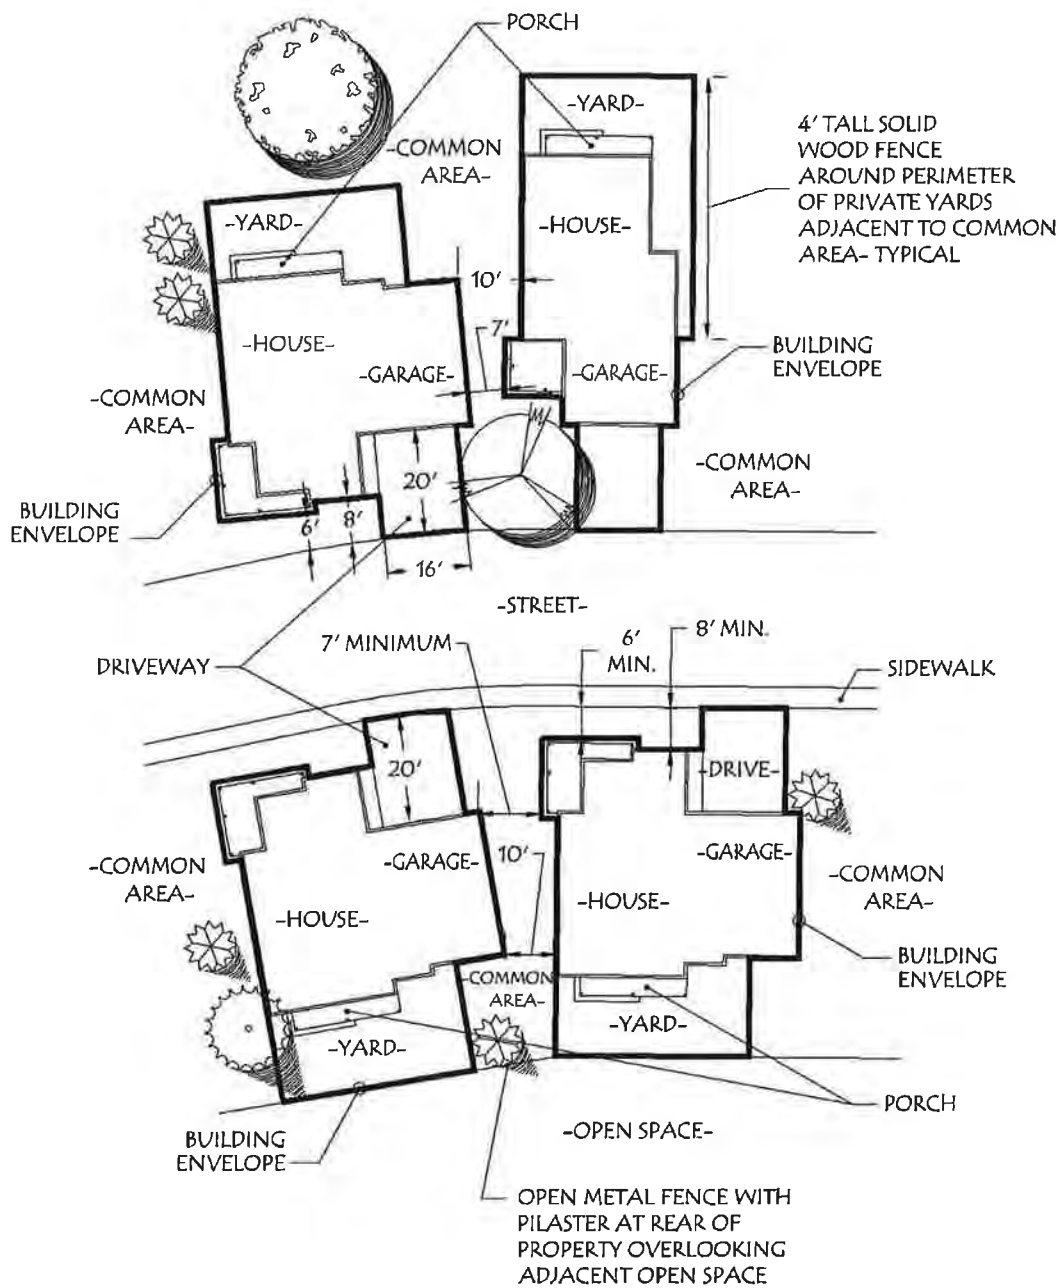 PORCH
-YARD-
4' TALL SOLID
WOOD FENCE
AROUND PERIMETER
OF PRIVATE YARDS
ADJACENT TO COMMON
AREA- TYPICAL
-COMMON
AREA-
-YARD-
-HOUSE-
10'
7'
-HOUSE-
-GARAGE-
-GARAGE-
BUILDING
ENVELOPE
-COMMON
AREA-
-COMMON
AREA-
BUILDING
ENVELOPE
20'
6'
8'
16'
-STREET-
DRIVEWAY
7' MINIMUM
6'
MIN.
8' MIN.
SIDEWALK
20'
-DRIVE-
-GARAGE-
10'
-GARAGE-
-COMMON
AREA-
-COMMON
AREA-
-HOUSE-
-HOUSE-
BUILDING
ENVELOPE
-COMMON
AREA-
-YARD-
-YARD-
PORCH
BUILDING
ENVELOPE
-OPEN SPACE-
OPEN METAL FENCE WITH
PILASTER AT REAR OF
PROPERTY OVERLOOKING
ADJACENT OPEN SPACE